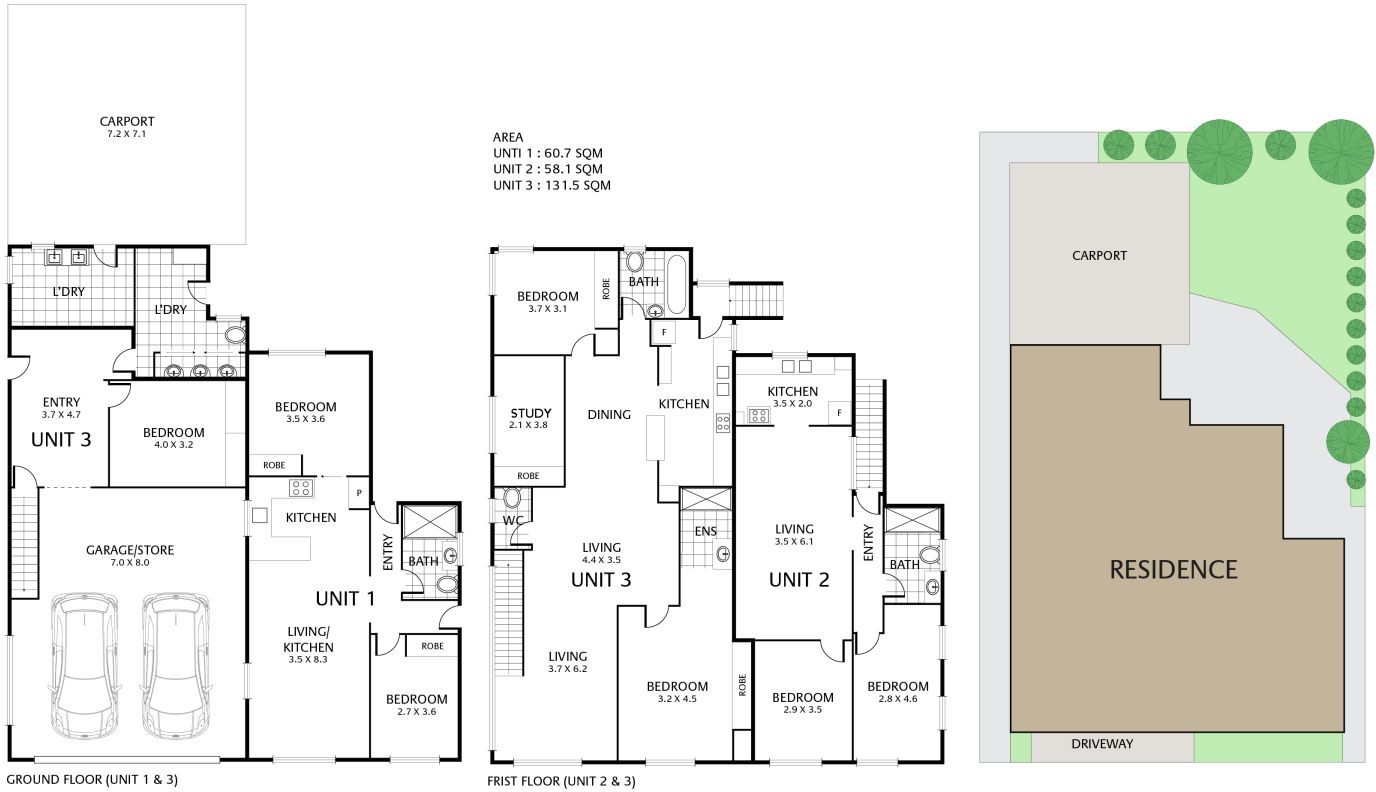 CARPORT
7.2 X 7.1
L'DRY
L'DRY
ENTRY
3.7 X 4.7
UNIT 3
BEDROOM
4.0 X 3.2
GARAGE/STORE
7.0 X 8.0
BEDROOM
3.5 X 3.6
ROBE
P
KITCHEN
ENTRY
BATH
UNIT 1
LIVING/
KITCHEN
3.5 X 8.3
ROBE
BEDROOM
2.7 X 3.6
GROUND FLOOR (UNIT 1 & 3)
AREA
UNTI 1 : 60.7 SQM
UNIT 2 : 58.1 SQM
UNIT 3 : 131.5 SQM
BEDROOM
3.7 X 3.1
ROBE
BATH
F
STUDY
2.1 X 3.8
ROBE
DINING
KITCHEN
WC
ENS
LIVING
4.4 X 3.5
UNIT 3
LIVING
3.7 X 6.2
BEDROOM
3.2 X 4.5
ROBE
KITCHEN
3.5 X 2.0
F
LIVING
3.5 X 6.1
UNIT 2
ENTRY
BATH
BEDROOM
2.9 X 3.5
BEDROOM
2.8 X 4.6
FRIST FLOOR (UNIT 2 & 3)
CARPORT
RESIDENCE
DRIVEWAY